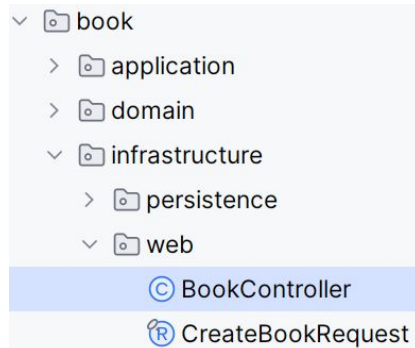 book
application
domain
infrastructure
persistence
web
C BookController
R CreateBookRequest